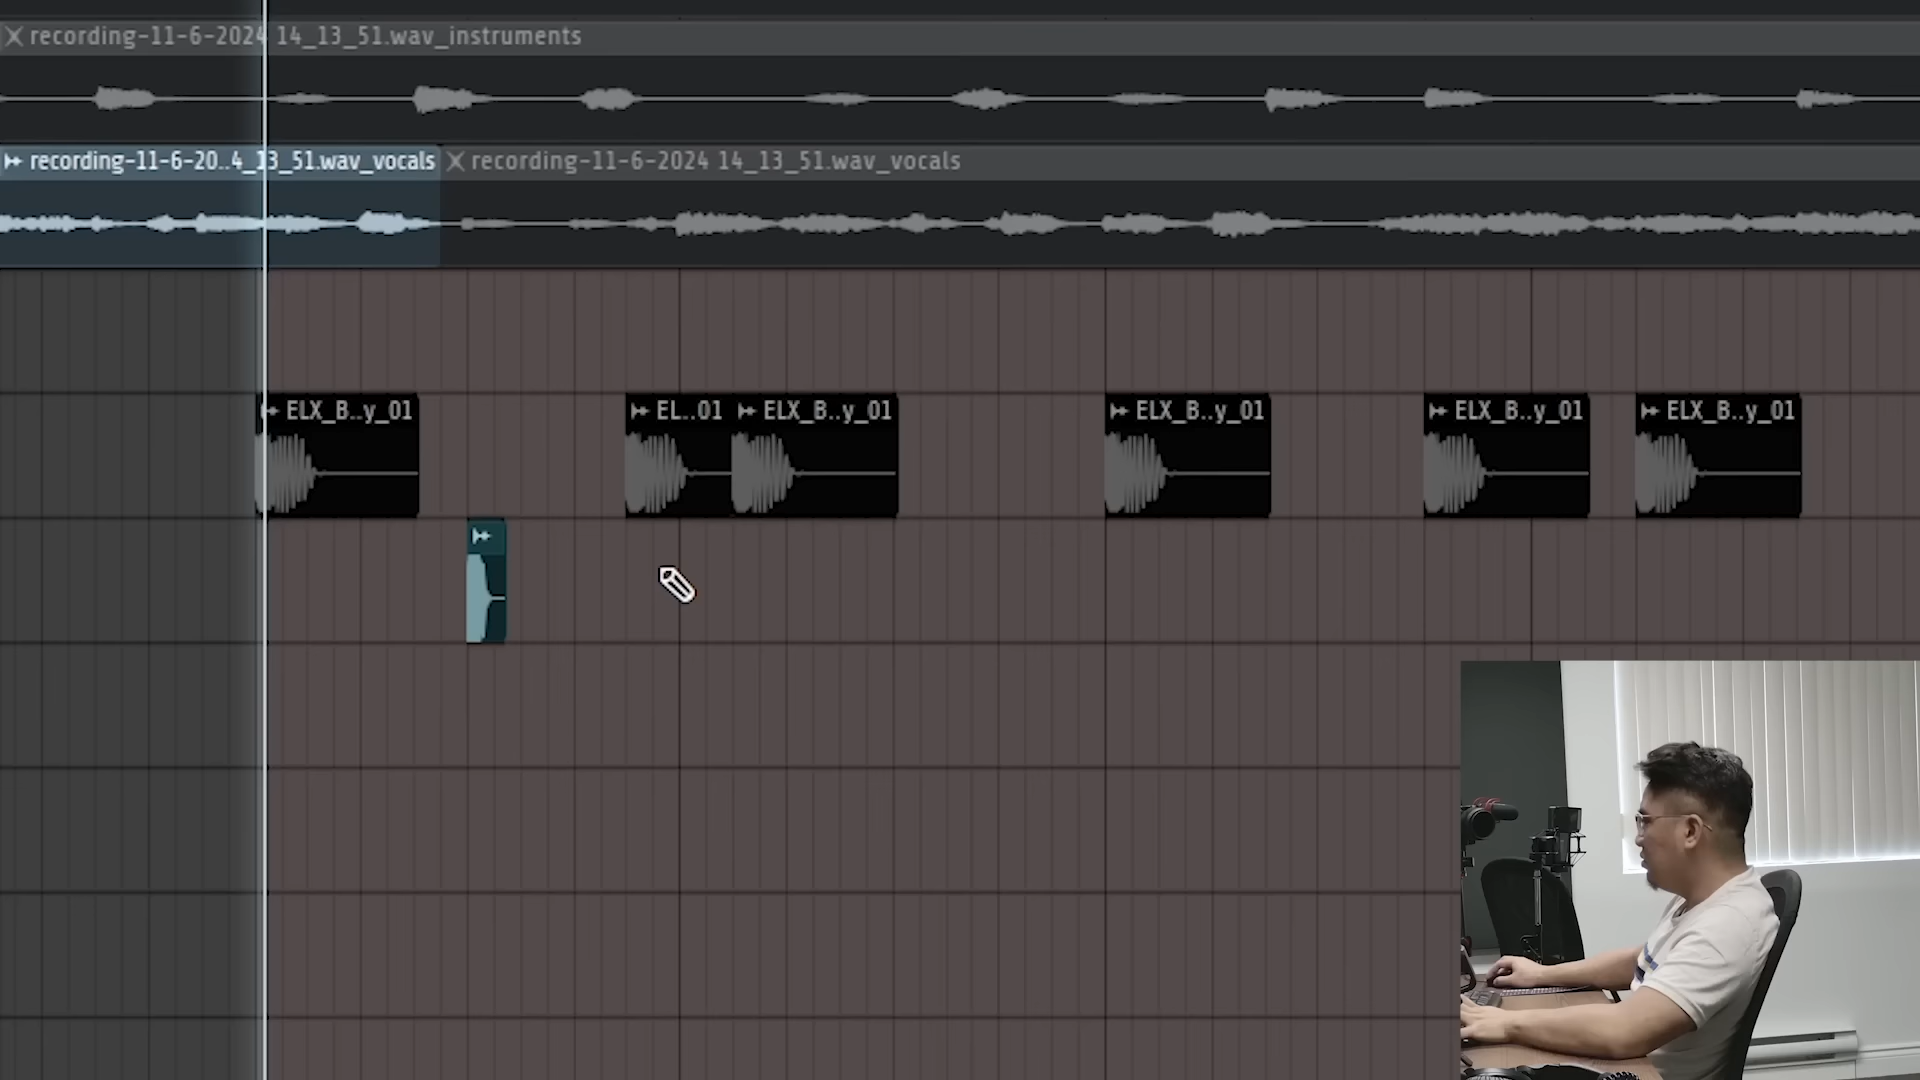 recording-11-6-2024 14_13_51.wav_instruments
recording-11-6-20..4_13_51.wav_vocals
recording-11-6-2024 14_13_51.wav_vocals
ELX_B..y_01
EL..01
ELX_B..y_01
ELX_B..y_01
ELX_B..y_01
ELX_B..y_01